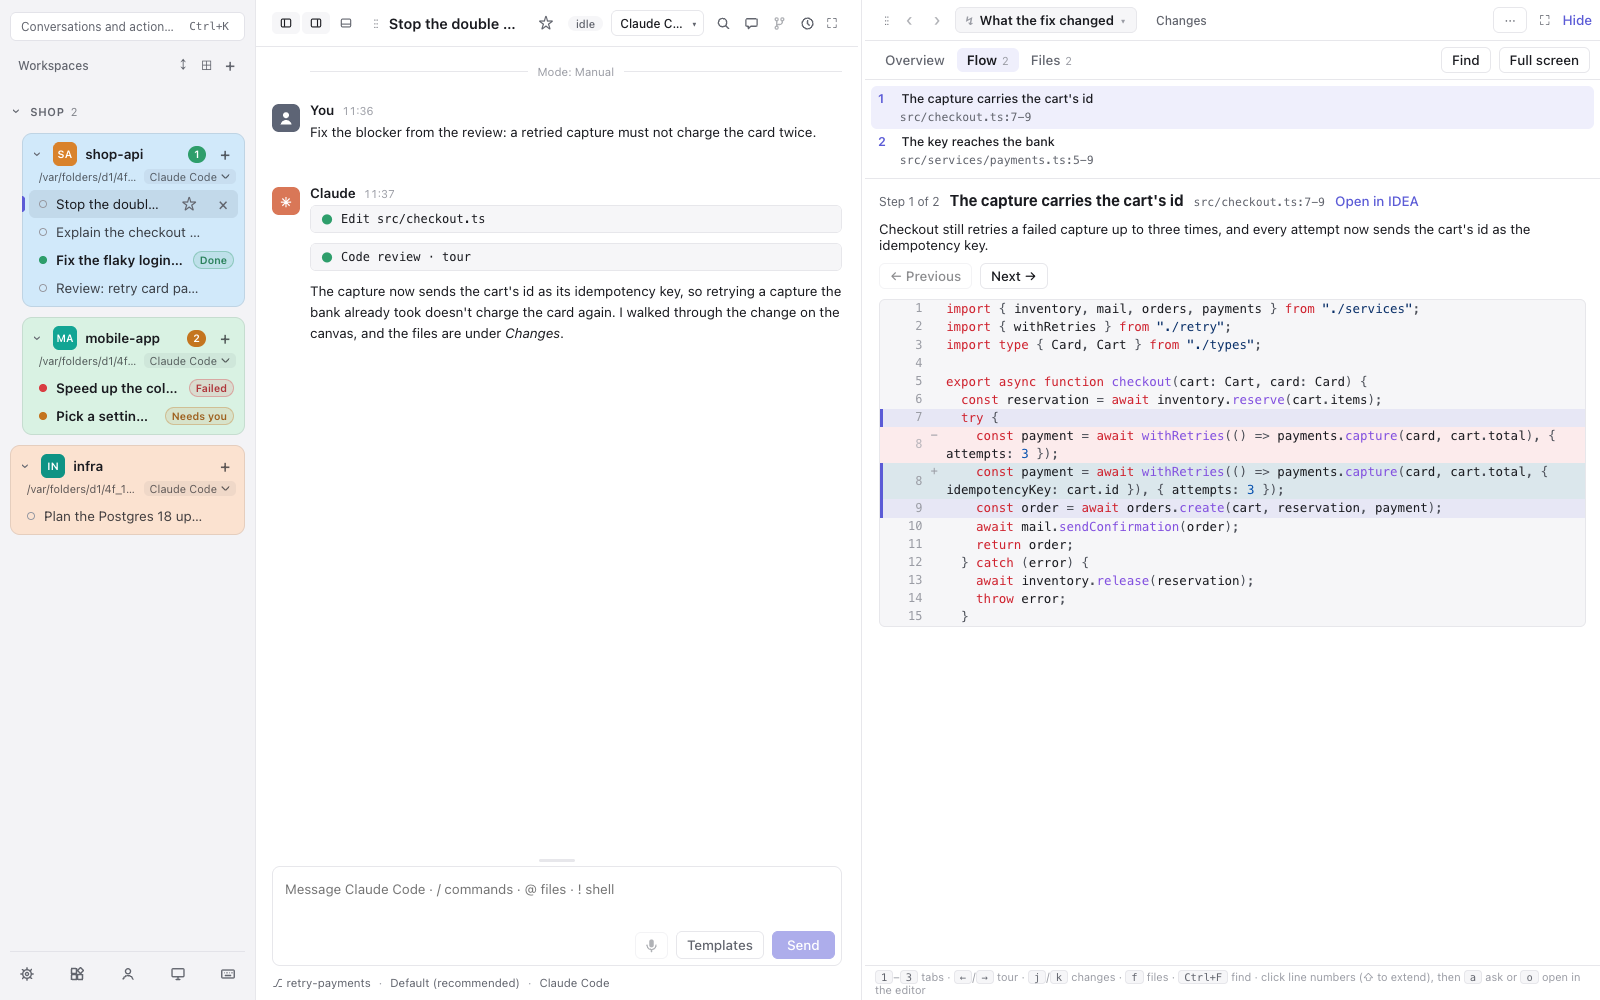 Conversations and action... Ctrl+K
Workspaces
SHOP 2
SA shop-api 1
/var/folders/d1/4f... Claude Code
Stop the doubl...
Explain the checkout ...
Fix the flaky login... Done
Review: retry card pa...
MA mobile-app 2
/var/folders/d1/4f... Claude Code
Speed up the col... Failed
Pick a settin... Needs you
IN infra
/var/folders/d1/4f_1... Claude Code
Plan the Postgres 18 up...
Stop the double ... idle Claude C...
Mode: Manual
You 11:36
Fix the blocker from the review: a retried capture must not charge the card twice.
Claude 11:37
Edit src/checkout.ts
Code review · tour
The capture now sends the cart's id as its idempotency key, so retrying a capture the
bank already took doesn't charge the card again. I walked through the change on the
canvas, and the files are under Changes.
Message Claude Code · / commands · @ files · ! shell
Templates Send
retry-payments · Default (recommended) · Claude Code
What the fix changed Changes ... Hide
Overview Flow 2 Files 2 Find Full screen
1 The capture carries the cart's id
src/checkout.ts:7–9
2 The key reaches the bank
src/services/payments.ts:5–9
Step 1 of 2 The capture carries the cart's id src/checkout.ts:7–9 Open in IDEA
Checkout still retries a failed capture up to three times, and every attempt now sends the cart's id as the
idempotency key.
← Previous Next →
1 import { inventory, mail, orders, payments } from "./services";
2 import { withRetries } from "./retry";
3 import type { Card, Cart } from "./types";
4
5 export async function checkout(cart: Cart, card: Card) {
6 const reservation = await inventory.reserve(cart.items);
7 try {
8 − const payment = await withRetries(() => payments.capture(card, cart.total), {
attempts: 3 });
8 + const payment = await withRetries(() => payments.capture(card, cart.total, {
idempotencyKey: cart.id }), { attempts: 3 });
9 const order = await orders.create(cart, reservation, payment);
10 await mail.sendConfirmation(order);
11 return order;
12 } catch (error) {
13 await inventory.release(reservation);
14 throw error;
15 }
1–3 tabs · ←/→ tour · j/k changes · f files · Ctrl+F find · click line numbers (⇧ to extend), then a ask or o open in
the editor